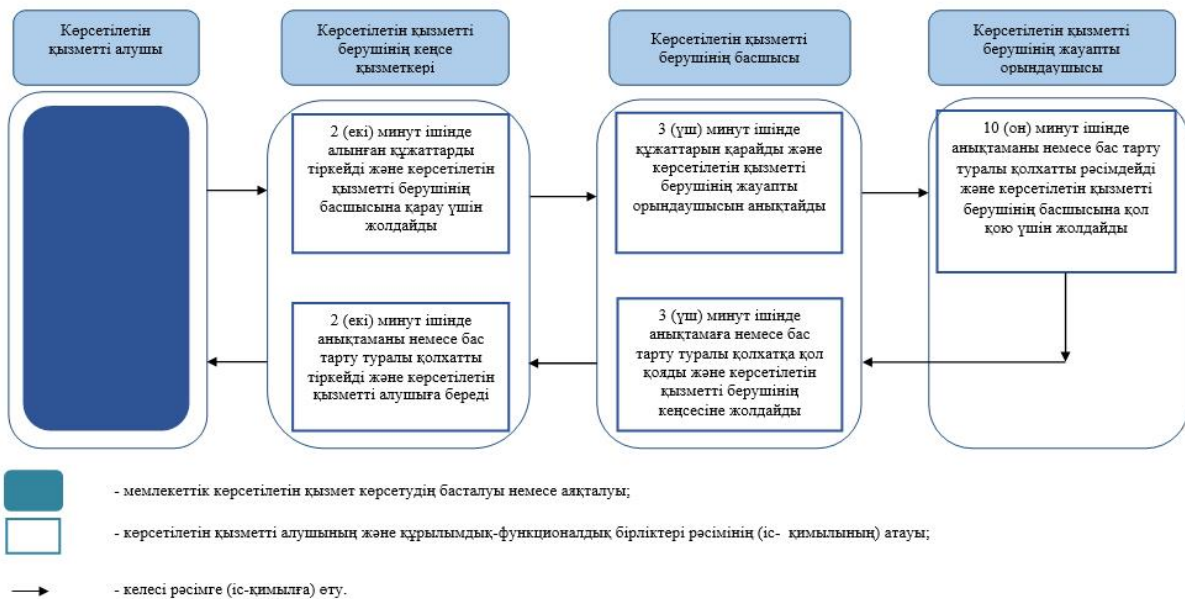 Көрсетілетін
қызметті алушы
Көрсетілетін қызметті
берушінің кеңсе
қызметкері
Көрсетілетін қызметті
берушінің басшысы
Көрсетілетін қызметті
берушінің жауапты
орындаушысы
2 (екі) минут ішінде
алынған құжаттарды
тіркейді және көрсетілетін
қызметті берушінің
басшысына қарау үшін
жолдайды
3 (үш) минут ішінде
құжаттарын қарайды және
көрсетілетін қызметті
берушінің жауапты
орындаушысын анықтайды
10 (он) минут ішінде
анықтаманы немесе бас тарту
туралы қолхатты рәсімдейді
және көрсетілетін қызметті
берушінің басшысына қол
қою үшін жолдайды
2 (екі) минут ішінде
анықтаманы немесе бас
тарту туралы қолхатты
тіркейді және көрсетілетін
қызметті алушыға береді
3 (үш) минут ішінде
анықтамаға немесе бас
тарту туралы қолхатқа қол
қояды және көрсетілетін
қызметті берушінің
кеңсесіне жолдайды
- мемлекеттік көрсетілетін қызмет көрсетудің басталуы немесе аяқталуы;
- көрсетілетін қызметті алушының және құрылымдық-функционалдық бірліктері рәсімінің (іс- қимылының) атауы;
- келесі рәсімге (іс-қимылға) өту.